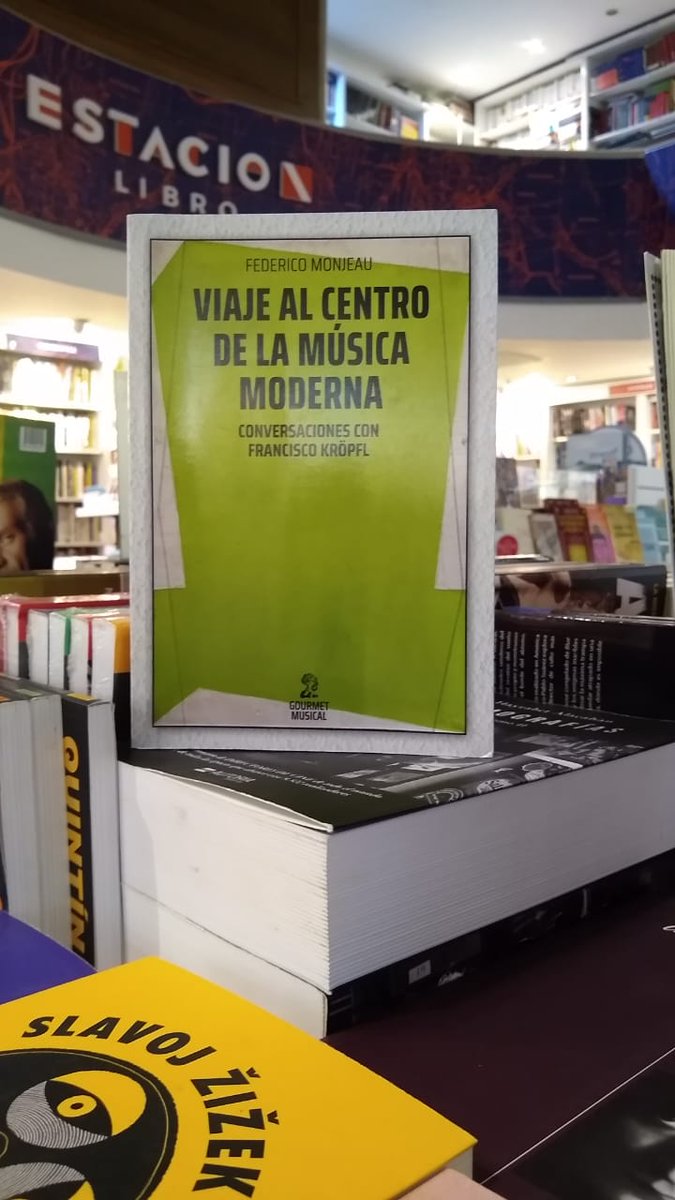 ESTACION
LIBRO
FEDERICO MONJEAU
VIAJE AL CENTRO
DE LA MÚSICA
MODERNA
CONVERSACIONES CON
FRANCISCO KRÖPFL
GOURMET
MUSICAL
QUINTÍN
SLAVOJ ŽIŽEK